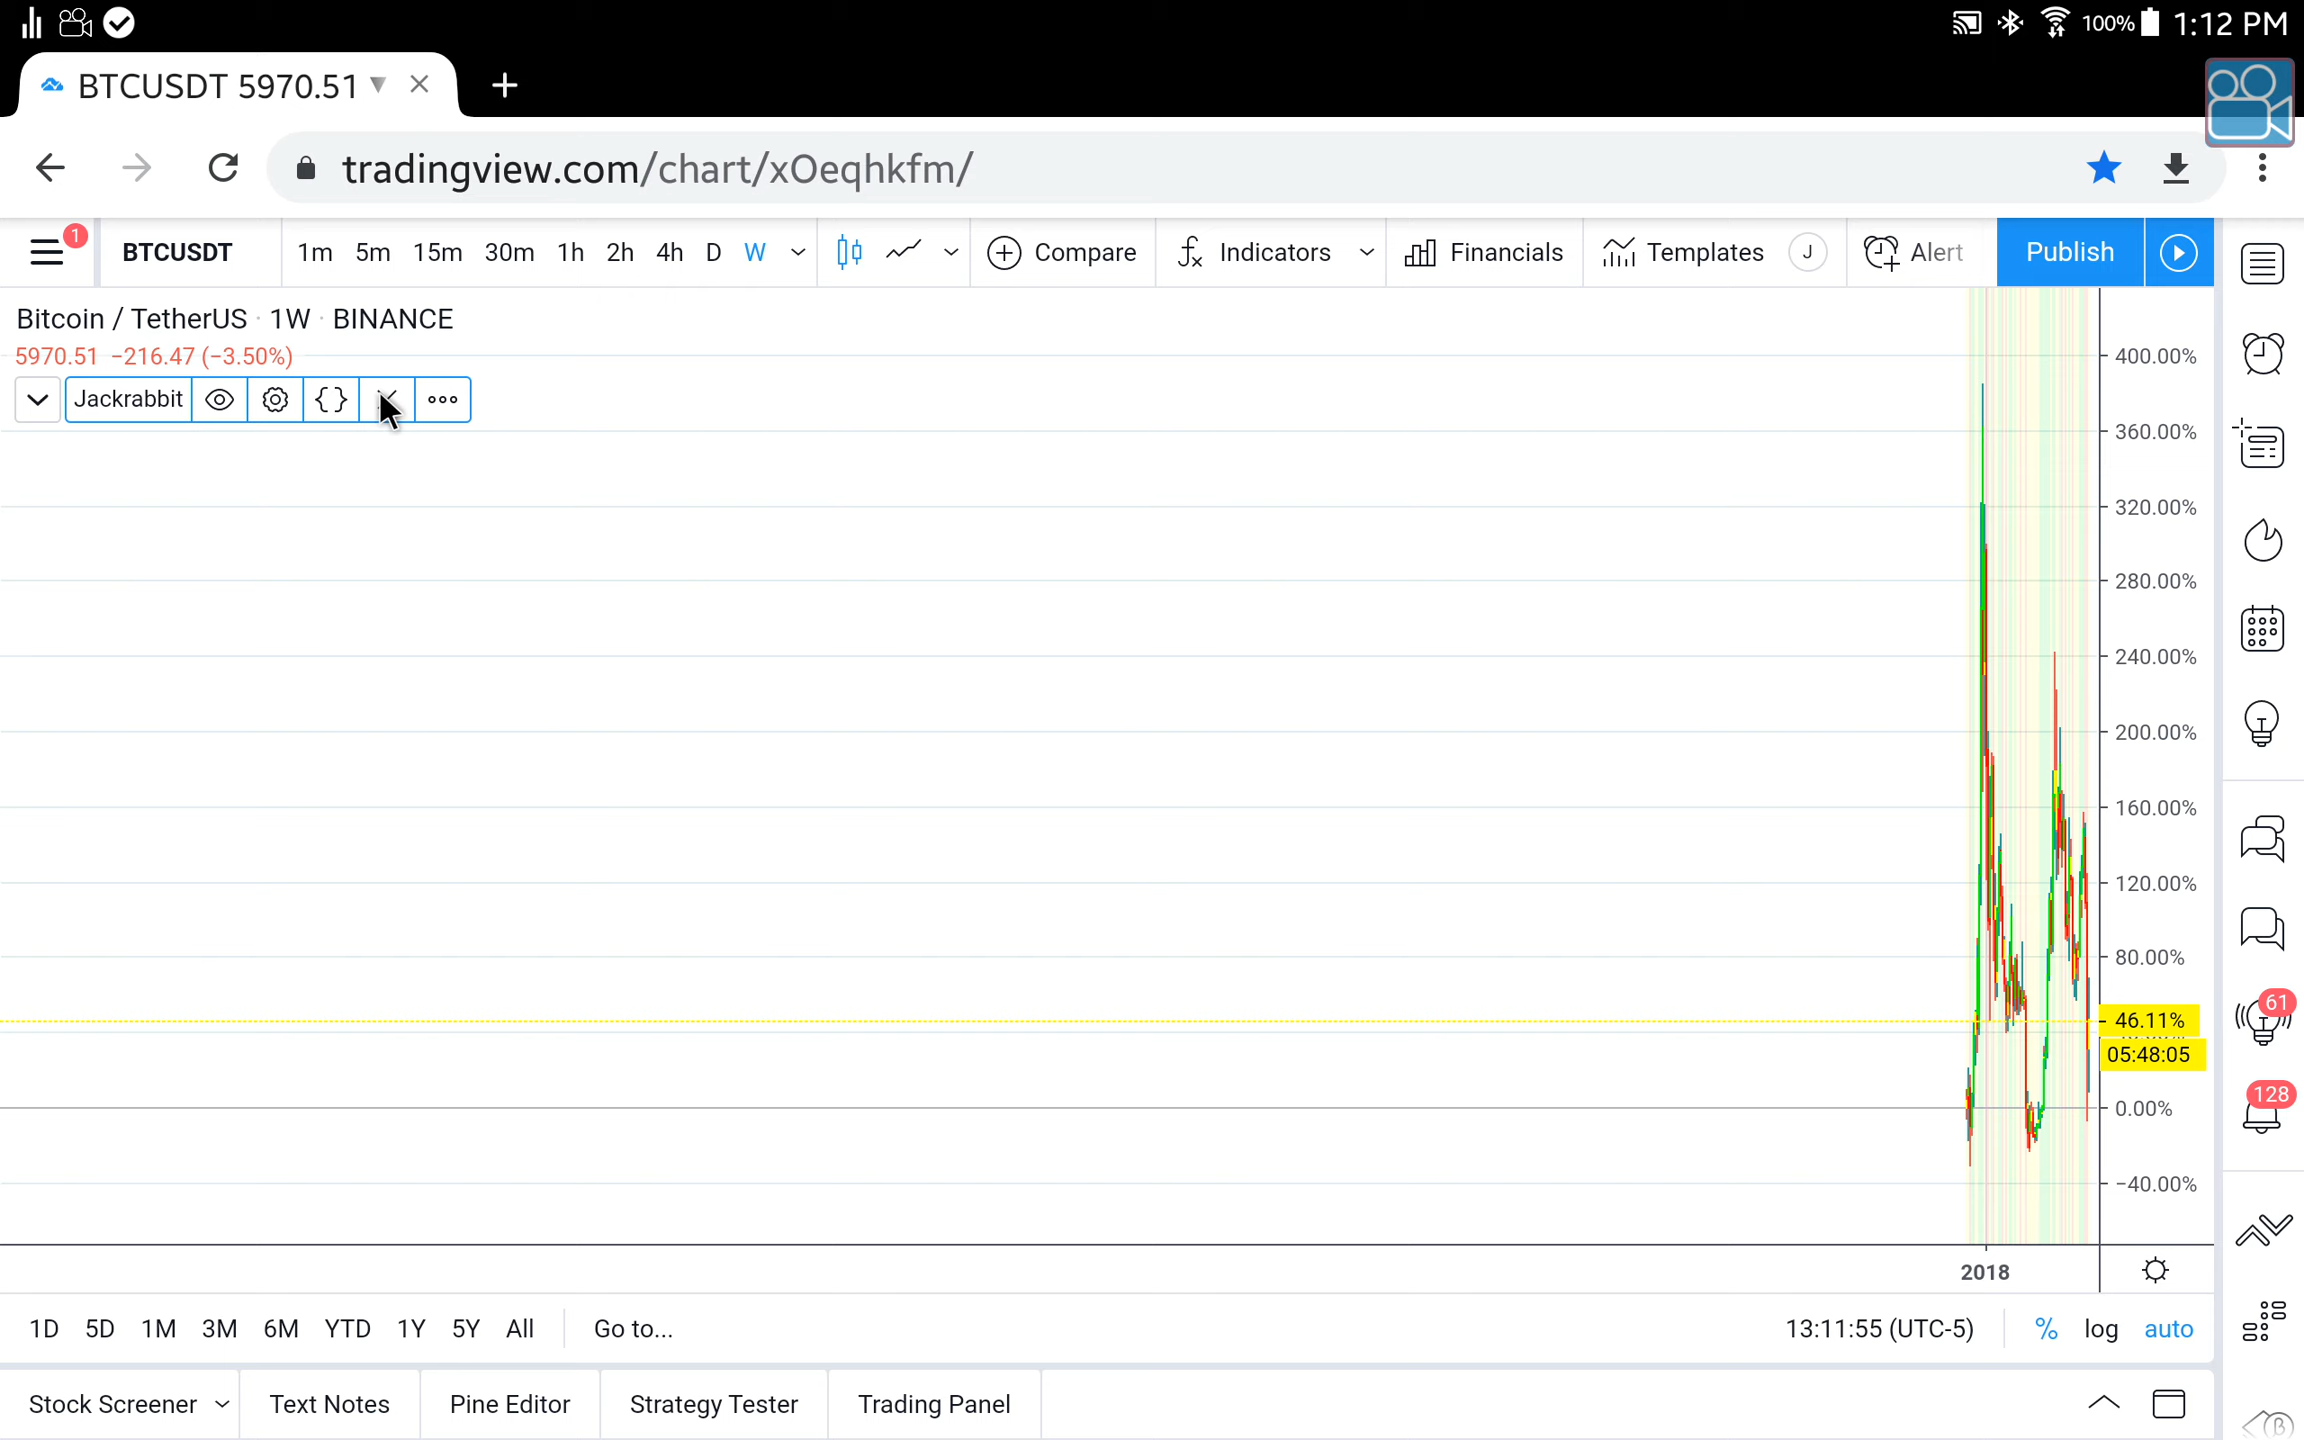 100% 1:12 PM
BTCUSDT 5970.51
tradingview.com/chart/xOeqhkfm/
1
BTCUSDT 1m 5m 15m 30m 1h 2h 4h D W Compare Indicators Financials Templates J Alert Publish
Bitcoin / TetherUS · 1W · BINANCE
5970.51 −216.47 (−3.50%)
Jackrabbit
400.00%
360.00%
320.00%
280.00%
240.00%
200.00%
160.00%
120.00%
80.00%
46.11%
05:48:05
0.00%
−40.00%
61
128
2018
1D 5D 1M 3M 6M YTD 1Y 5Y All Go to... 13:11:55 (UTC-5) % log auto
Stock Screener Text Notes Pine Editor Strategy Tester Trading Panel
β